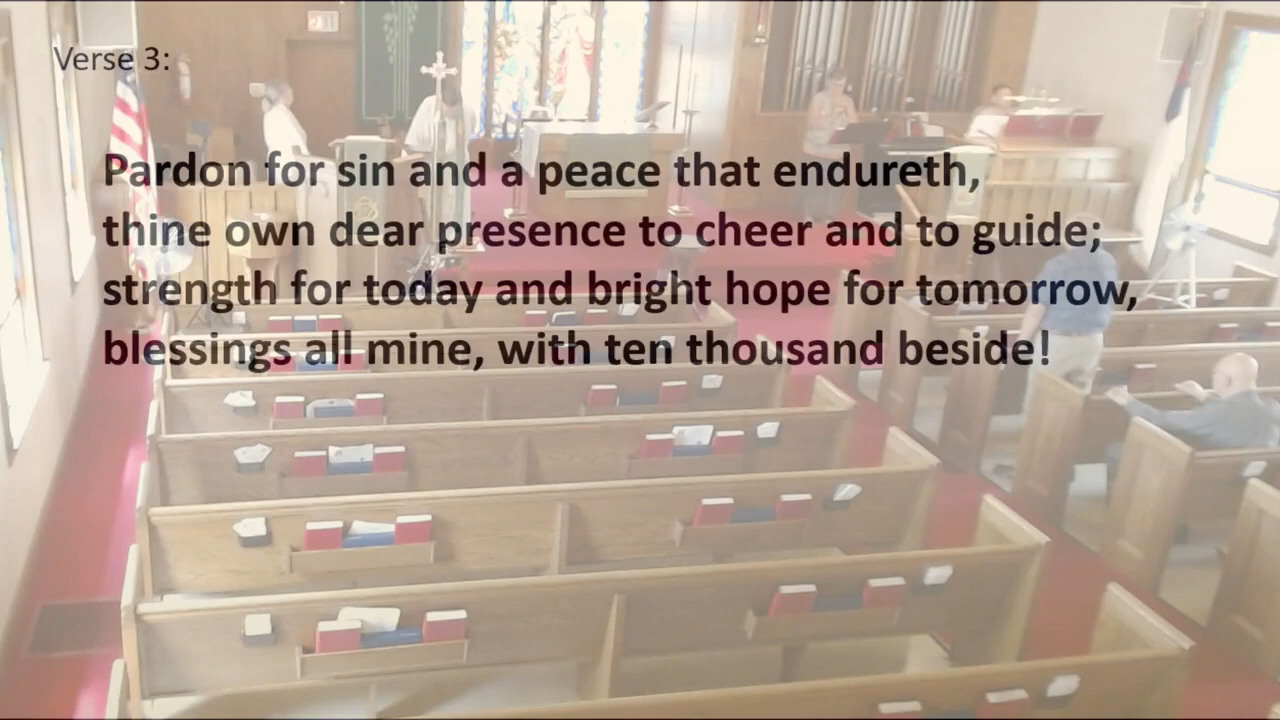 Verse 3:
Pardon for sin and a peace that endureth,
thine own dear presence to cheer and to guide;
strength for today and bright hope for tomorrow,
blessings all mine, with ten thousand beside!